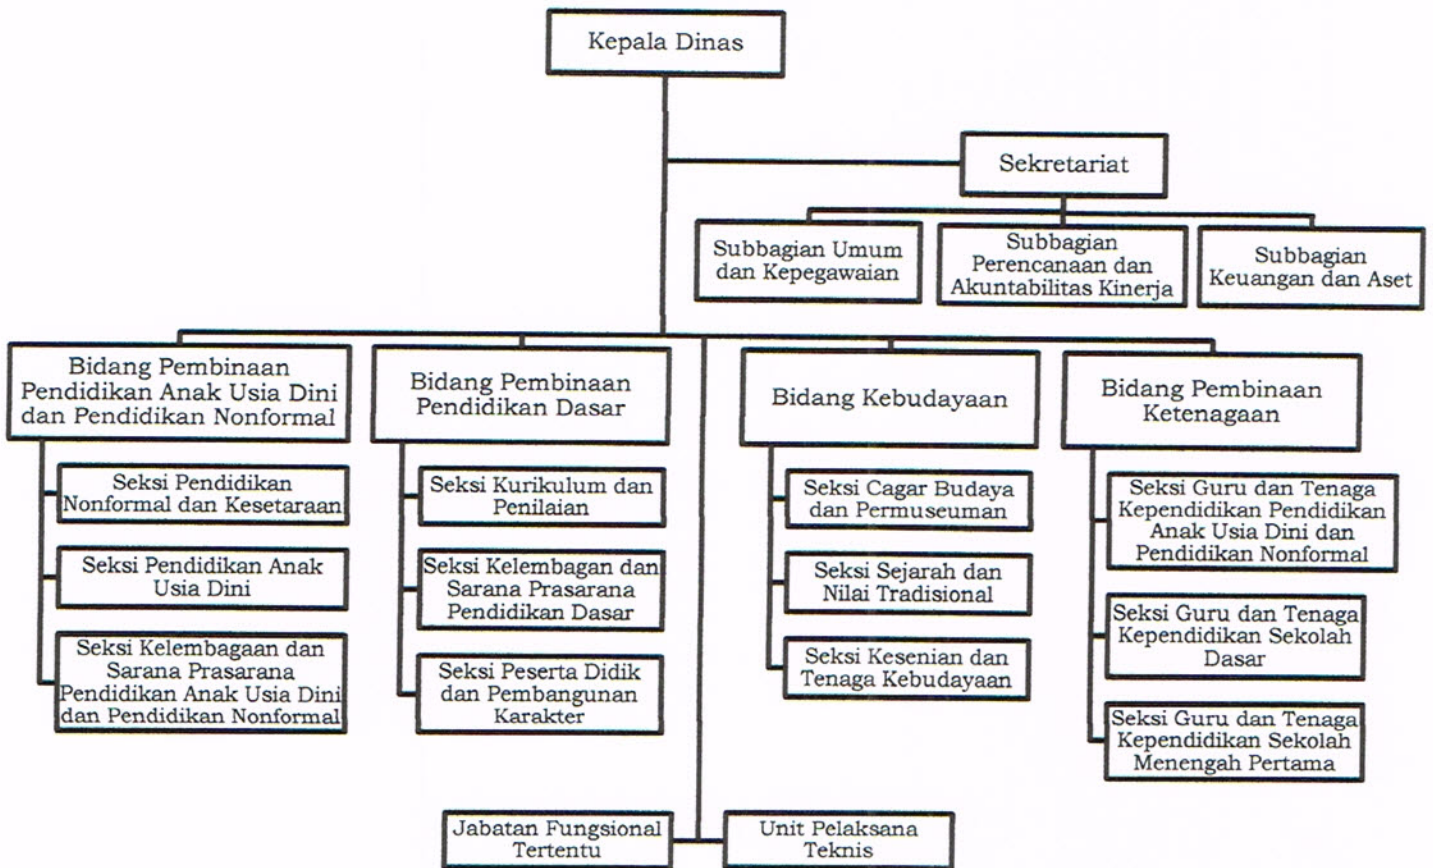 Kepala Dinas
Sekretariat
Subbagian Umum
dan Kepegawaian
Subbagian
Perencanaan dan
Akuntabilitas Kinerja
Subbagian
Keuangan dan Aset
Bidang Pembinaan
Pendidikan Anak Usia Dini
dan Pendidikan Nonformal
Seksi Pendidikan
Nonformal dan Kesetaraan
Seksi Pendidikan Anak
Usia Dini
Seksi Kelembagaan dan
Sarana Prasarana
Pendidikan Anak Usia Dini
dan Pendidikan Nonformal
Bidang Pembinaan
Pendidikan Dasar
Seksi Kurikulum dan
Penilaian
Seksi Kelembagan dan
Sarana Prasarana
Pendidikan Dasar
Seksi Peserta Didik
dan Pembangunan
Karakter
Bidang Kebudayaan
Seksi Cagar Budaya
dan Permuseuman
Seksi Sejarah dan
Nilai Tradisional
Seksi Kesenian dan
Tenaga Kebudayaan
Bidang Pembinaan
Ketenagaan
Seksi Guru dan Tenaga
Kependidikan Pendidikan
Anak Usia Dini dan
Pendidikan Nonformal
Seksi Guru dan Tenaga
Kependidikan Sekolah
Dasar
Seksi Guru dan Tenaga
Kependidikan Sekolah
Menengah Pertama
Jabatan Fungsional
Tertentu
Unit Pelaksana
Teknis